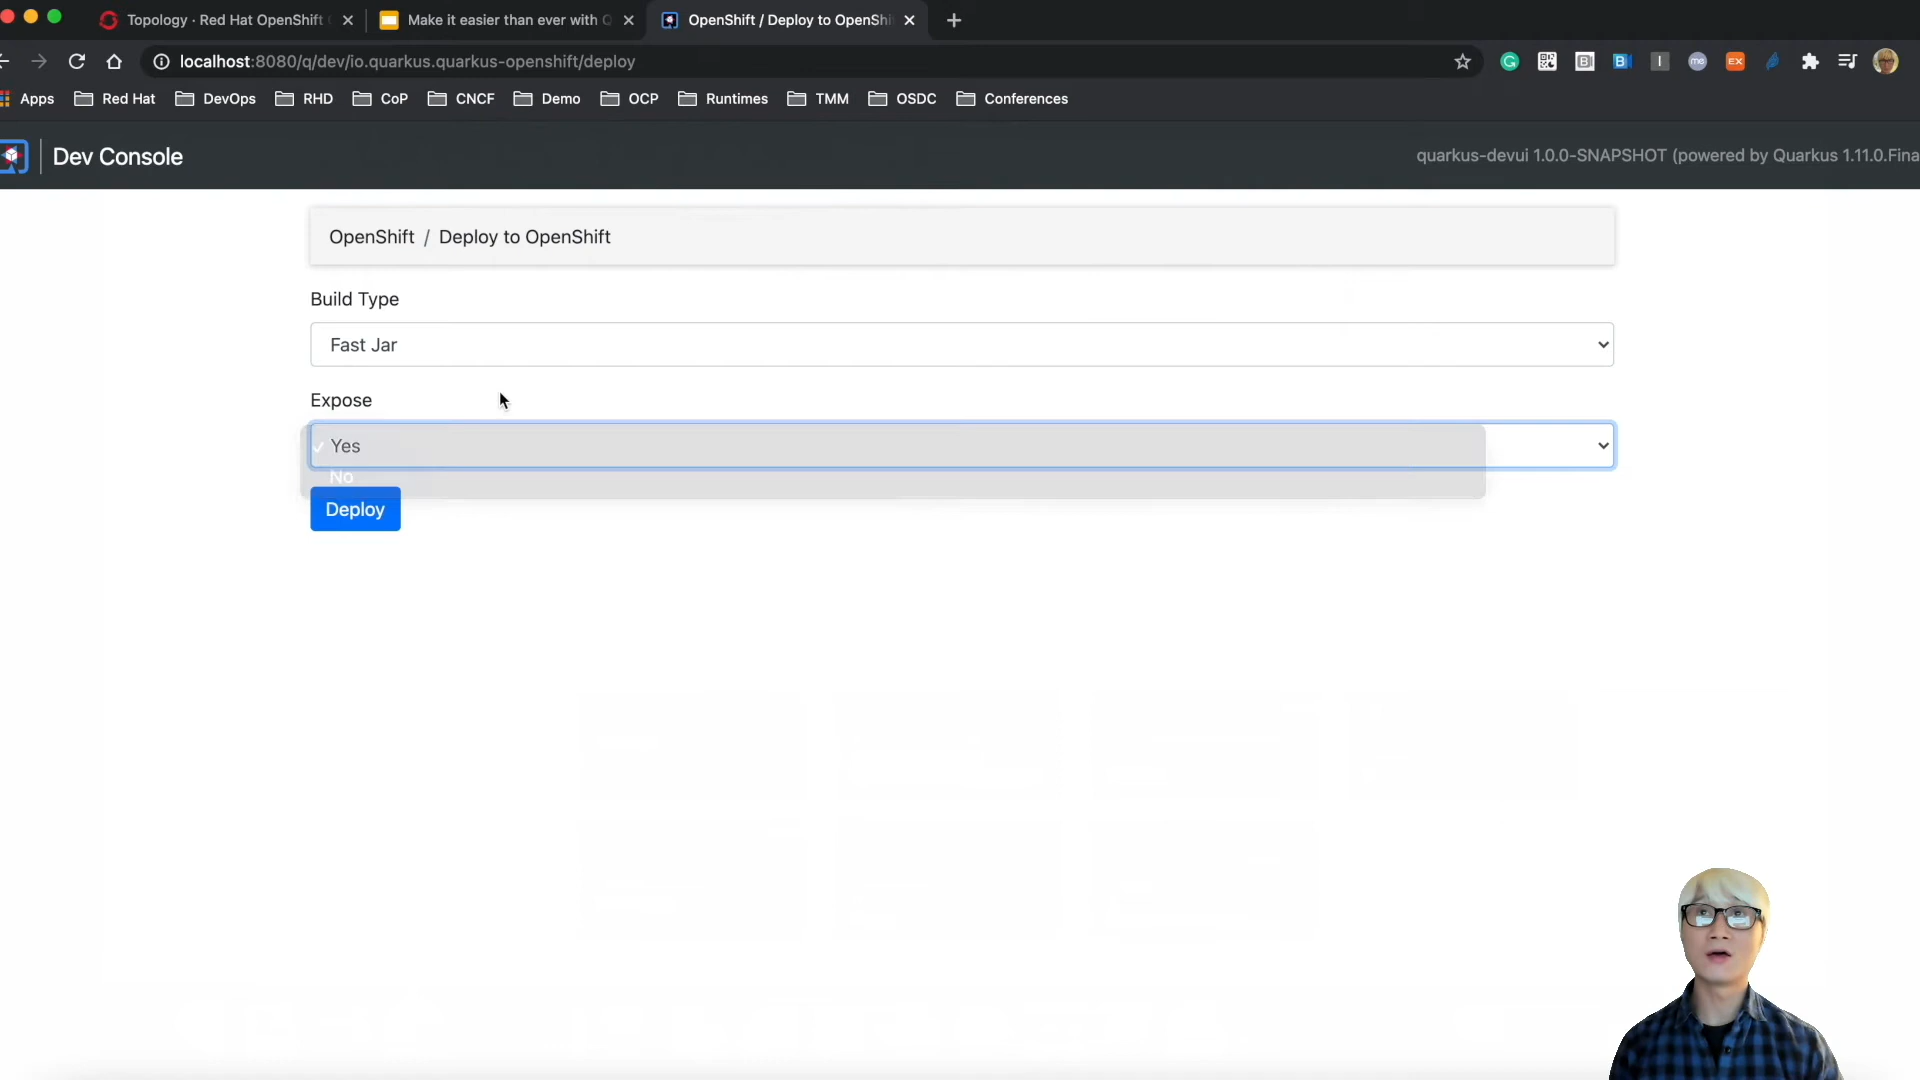 Topology · Red Hat OpenShift
Make it easier than ever with Q
OpenShift / Deploy to OpenShi
localhost:8080/q/dev/io.quarkus.quarkus-openshift/deploy
Apps Red Hat DevOps RHD CoP CNCF Demo OCP Runtimes TMM OSDC Conferences
Dev Console
quarkus-devui 1.0.0-SNAPSHOT (powered by Quarkus 1.11.0.Fina
OpenShift / Deploy to OpenShift
Build Type
Fast Jar
Expose
Yes
No
Deploy